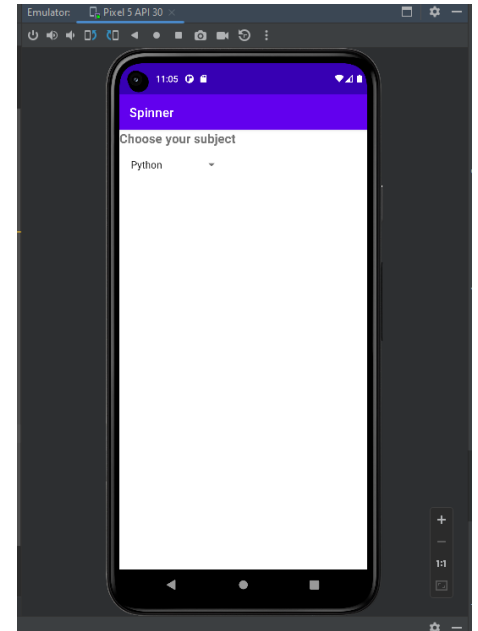 Emulator: Pixel 5 API 30
11:05
Spinner
Choose your subject
Python
1:1